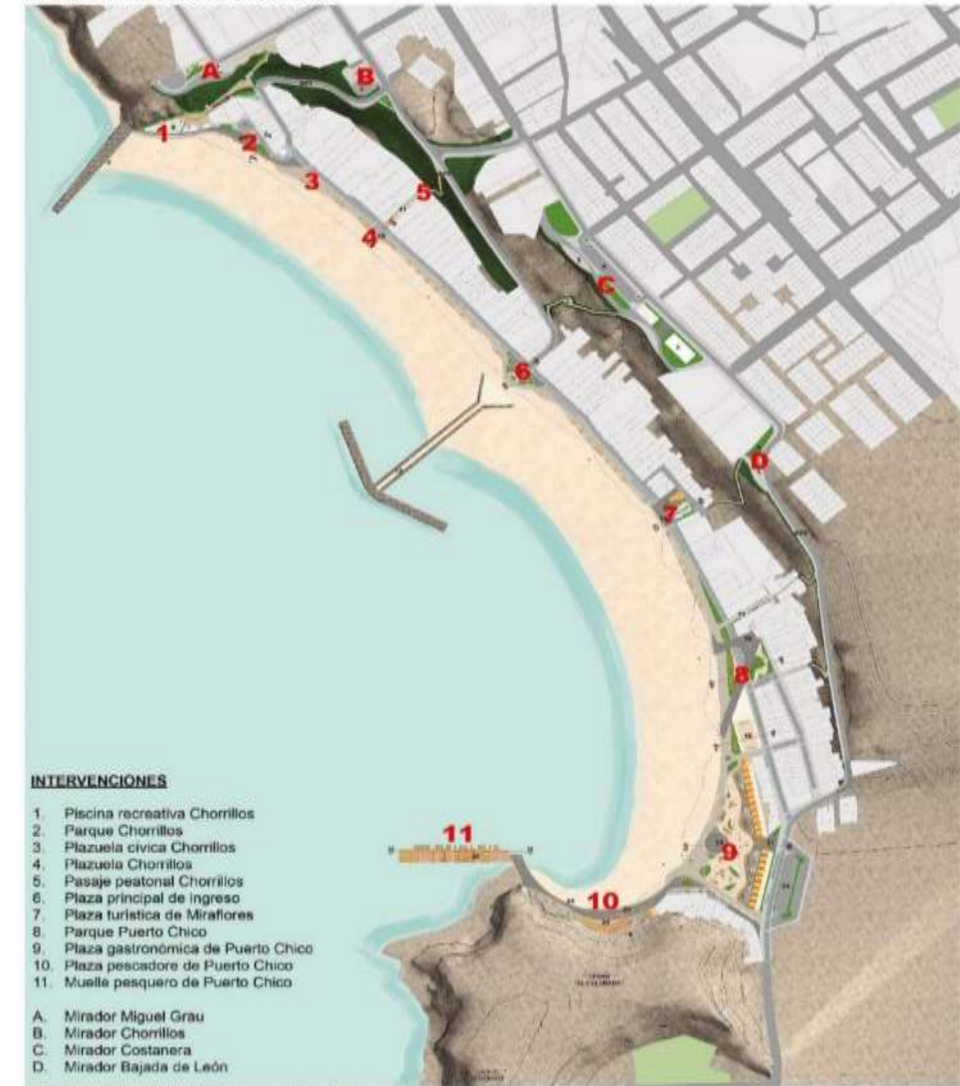 A
B
1
2
3
5
4
C
6
D
7
8
9
11
10
INTERVENCIONES
1. Piscina recreativa Chorrillos
2. Parque Chorrillos
3. Plazuela cívica Chorrillos
4. Plazuela Chorrillos
5. Pasaje peatonal Chorrillos
6. Plaza principal de ingreso
7. Plaza turística de Miraflores
8. Parque Puerto Chico
9. Plaza gastronómica de Puerto Chico
10. Plaza pescadore de Puerto Chico
11. Muelle pesquero de Puerto Chico
A. Mirador Miguel Grau
B. Mirador Chorrillos
C. Mirador Costanera
D. Mirador Bajada de León